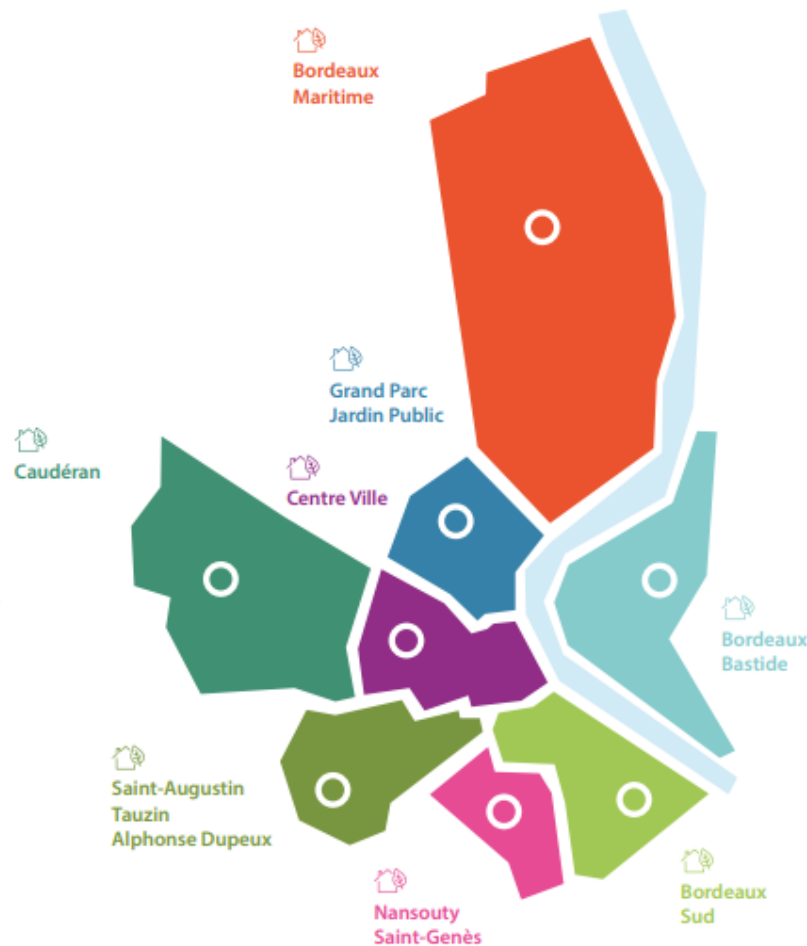 Bordeaux
Maritime
Grand Parc
Jardin Public
Caudéran
Centre Ville
Bordeaux
Bastide
Saint-Augustin
Tauzin
Alphonse Dupeux
Nansouty
Saint-Genès
Bordeaux
Sud